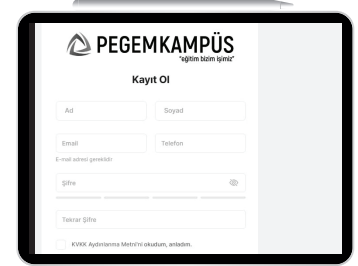 PEGEMKAMPÜS
"eğitim bizim işimiz"
Kayıt Ol
Ad
Soyad
Email
Telefon
E-mail adresi gereklidir
Şifre
Tekrar Şifre
KVKK Aydınlanma Metni'ni okudum, anladım.